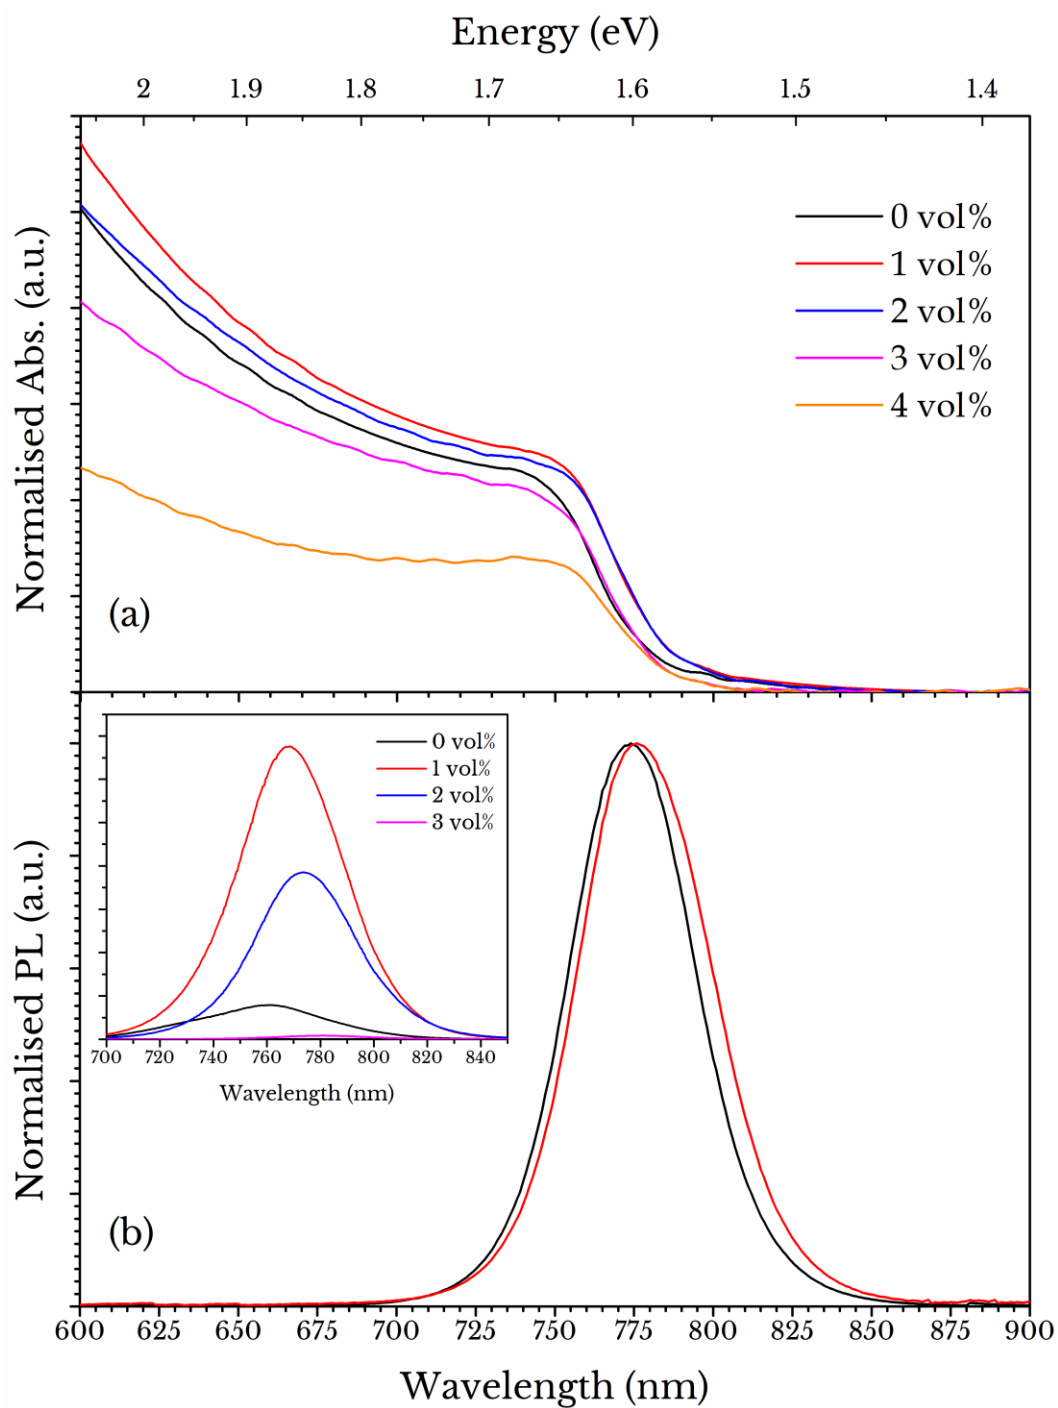 Energy (eV)
2 1.9 1.8 1.7 1.6 1.5 1.4
Normalised Abs. (a.u.)
0 vol%
1 vol%
2 vol%
3 vol%
4 vol%
(a)
Normalised PL (a.u.)
0 vol%
1 vol%
2 vol%
3 vol%
700 720 740 760 780 800 820 840
Wavelength (nm)
(b)
600 625 650 675 700 725 750 775 800 825 850 875 900
Wavelength (nm)